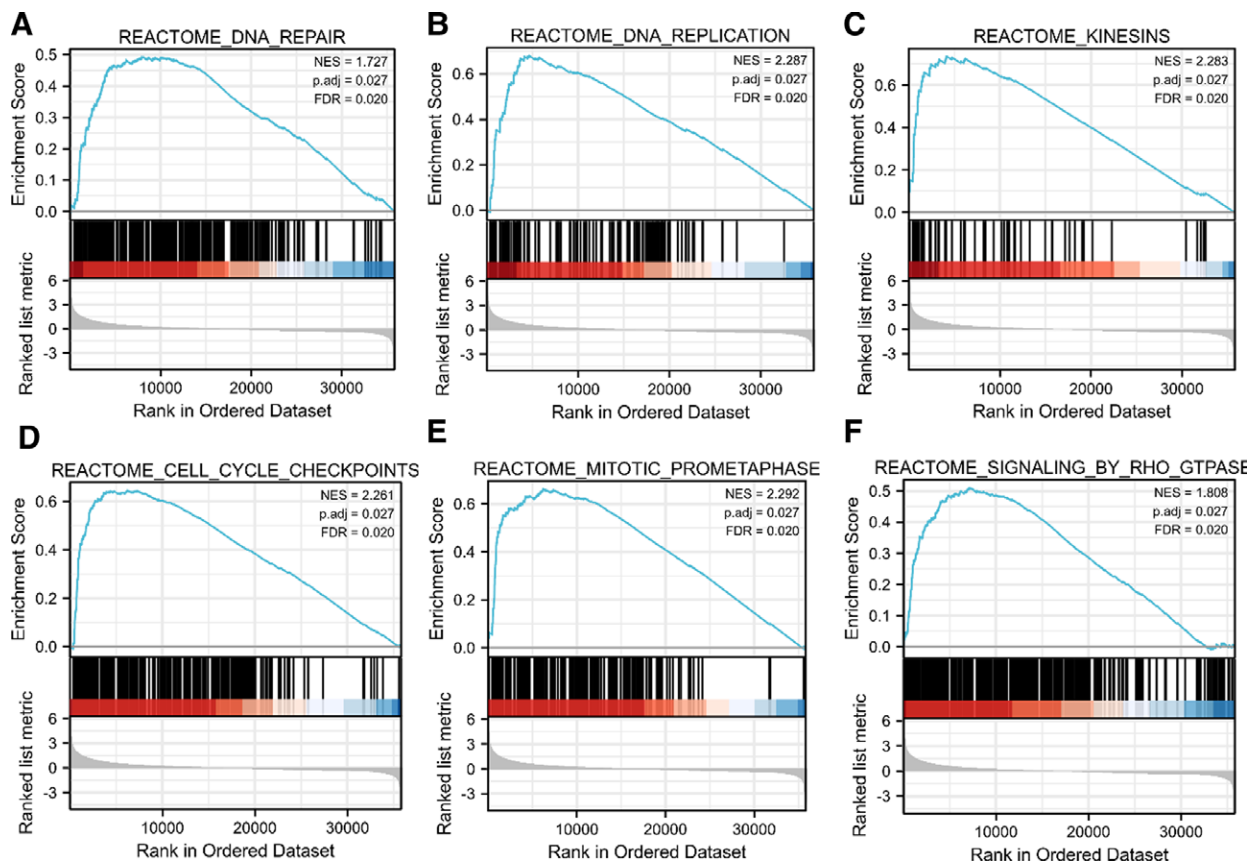 A
REACTOME_DNA_REPAIR
NES = 1.727
p.adj = 0.027
FDR = 0.020
Enrichment Score
0.5
0.4
0.3
0.2
0.1
0.0
Ranked list metric
6
3
0
-3
10000 20000 30000
Rank in Ordered Dataset
B
REACTOME_DNA_REPLICATION
NES = 2.287
p.adj = 0.027
FDR = 0.020
Enrichment Score
0.6
0.4
0.2
0.0
Ranked list metric
6
3
0
-3
10000 20000 30000
Rank in Ordered Dataset
C
REACTOME_KINESINS
NES = 2.283
p.adj = 0.027
FDR = 0.020
Enrichment Score
0.6
0.4
0.2
0.0
Ranked list metric
6
3
0
-3
10000 20000 30000
Rank in Ordered Dataset
D
REACTOME_CELL_CYCLE_CHECKPOINTS
NES = 2.261
p.adj = 0.027
FDR = 0.020
Enrichment Score
0.6
0.4
0.2
0.0
Ranked list metric
6
3
0
-3
10000 20000 30000
Rank in Ordered Dataset
E
REACTOME_MITOTIC_PROMETAPHASE
NES = 2.292
p.adj = 0.027
FDR = 0.020
Enrichment Score
0.6
0.4
0.2
0.0
Ranked list metric
6
3
0
-3
10000 20000 30000
Rank in Ordered Dataset
F
REACTOME_SIGNALING_BY_RHO_GTPASE
NES = 1.808
p.adj = 0.027
FDR = 0.020
Enrichment Score
0.5
0.4
0.3
0.2
0.1
0.0
Ranked list metric
6
3
0
-3
10000 20000 30000
Rank in Ordered Dataset